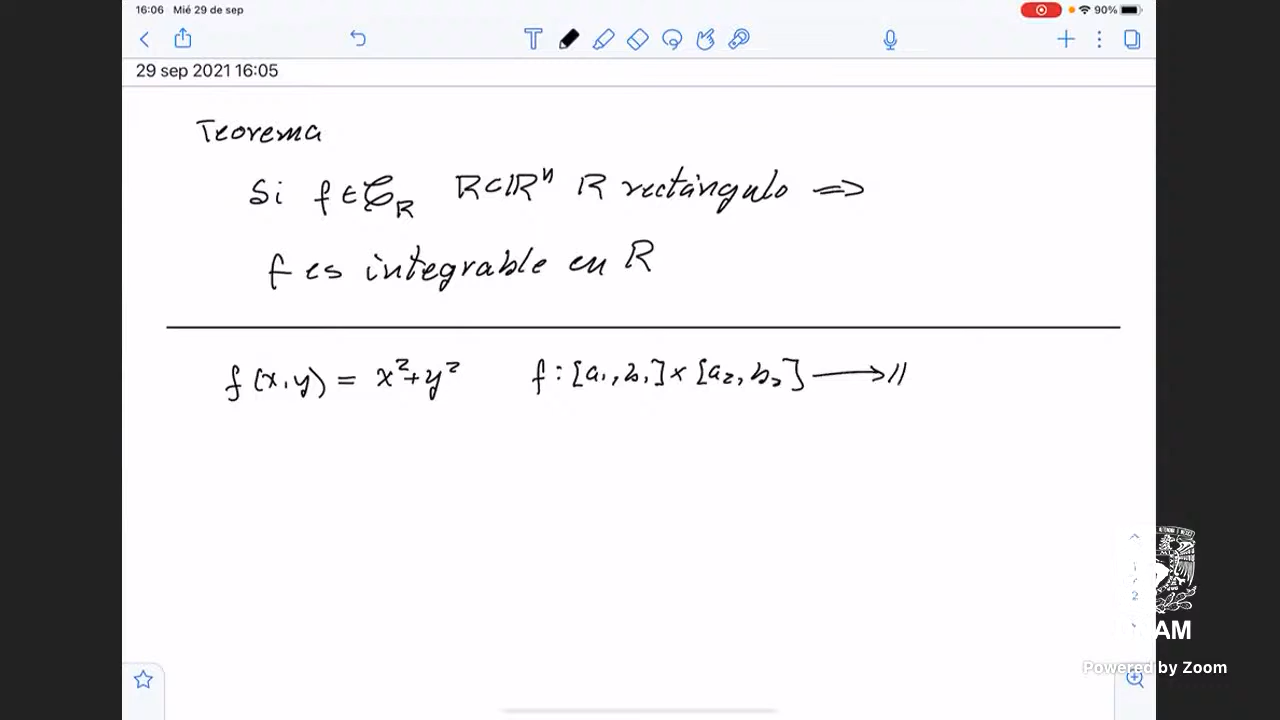 16:06 Mié 29 de sep 90%
29 sep 2021 16:05
Teorema
Si f ∈ 𝒞_R R⊂ℝⁿ R rectángulo ⇒
f es integrable en R
f(x,y) = x²+y² f : [a₁, b₁] × [a₂, b₂] ⟶
Powered by Zoom